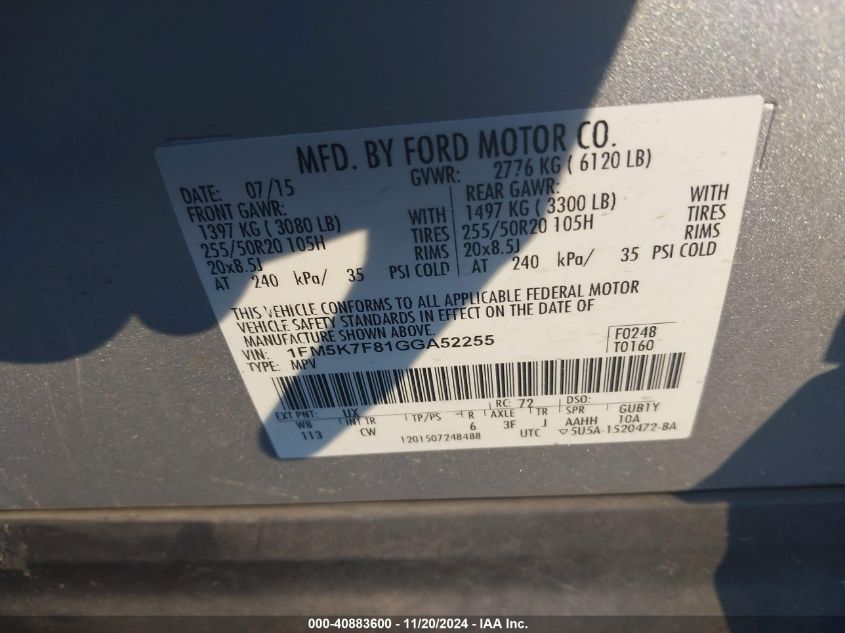 MFD. BY FORD MOTOR CO.
DATE: 07/15 GVWR: 2776 KG ( 6120 LB)
FRONT GAWR: REAR GAWR:
1397 KG ( 3080 LB) WITH 1497 KG ( 3300 LB) WITH
255/50R20 105H TIRES 255/50R20 105H TIRES
20x8.5J RIMS 20x8.5J RIMS
AT 240 kPa/ 35 PSI COLD AT 240 kPa/ 35 PSI COLD
THIS VEHICLE CONFORMS TO ALL APPLICABLE FEDERAL MOTOR
VEHICLE SAFETY STANDARDS IN EFFECT ON THE DATE OF
MANUFACTURE SHOWN ABOVE.
VIN: 1FM5K7F81GGA52255 F0248
TYPE: MPV T0160
EXT PNT: UX RC: 72 DSO:
WB INT TR TP/PS R AXLE TR SPR GUBTY
113 CW 6 3F J AAHH 10A
1201507248488 UTC ▽5U5A-1520472-BA
000-40883600 - 11/20/2024 - IAA Inc.